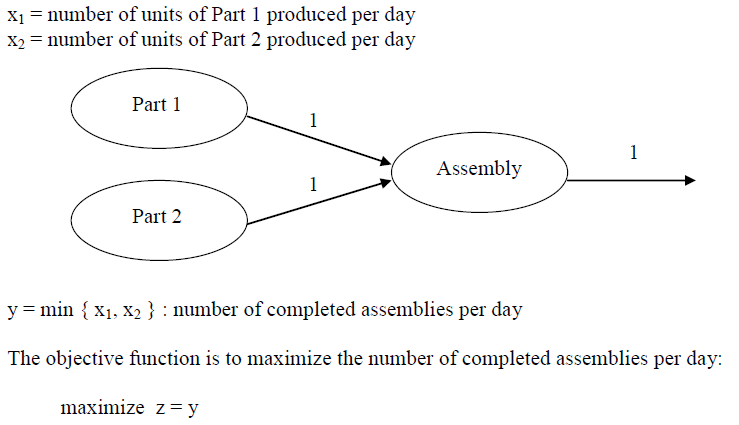 x₁ = number of units of Part 1 produced per day
x₂ = number of units of Part 2 produced per day
Part 1
1
1
Assembly
1
Part 2
y = min { x₁, x₂ } : number of completed assemblies per day
The objective function is to maximize the number of completed assemblies per day:
maximize z = y